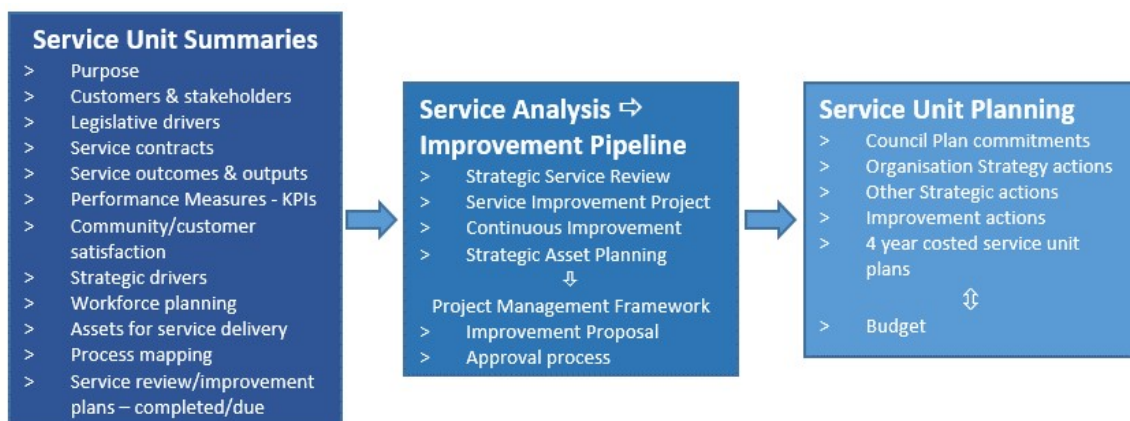 Service Unit Summaries
> Purpose
> Customers & stakeholders
> Legislative drivers
> Service contracts
> Service outcomes & outputs
> Performance Measures - KPIs
> Community/customer
satisfaction
> Strategic drivers
> Workforce planning
> Assets for service delivery
> Process mapping
> Service review/improvement
plans – completed/due
Service Analysis ⇨
Improvement Pipeline
> Strategic Service Review
> Service Improvement Project
> Continuous Improvement
> Strategic Asset Planning
⇩
Project Management Framework
> Improvement Proposal
> Approval process
Service Unit Planning
> Council Plan commitments
> Organisation Strategy actions
> Other Strategic actions
> Improvement actions
> 4 year costed service unit
plans
⇳
> Budget